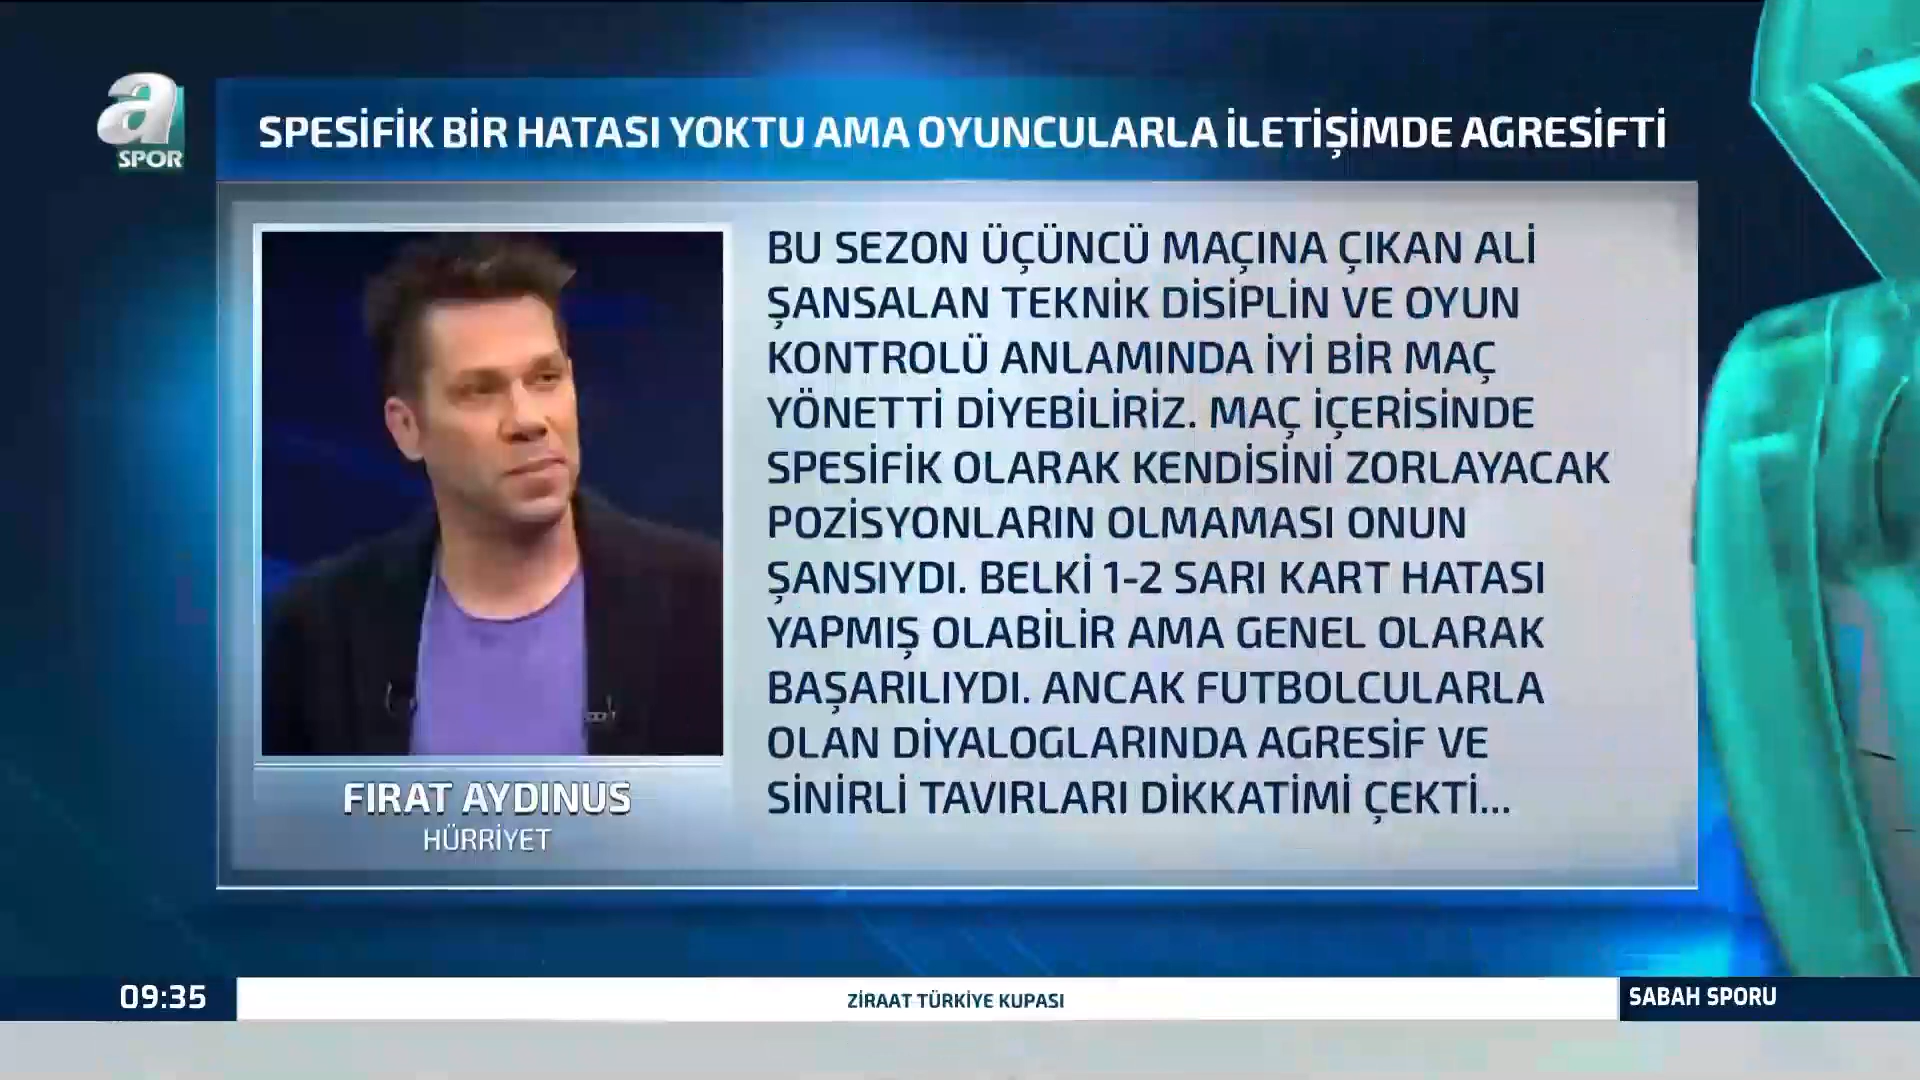 a
SPOR
SPESİFİK BİR HATASI YOKTU AMA OYUNCULARLA İLETİŞİMDE AGRESİFTİ
BU SEZON ÜÇÜNCÜ MAÇINA ÇIKAN ALİ
ŞANSALAN TEKNİK DİSİPLİN VE OYUN
KONTROLÜ ANLAMINDA İYİ BİR MAÇ
YÖNETTİ DİYEBİLİRİZ. MAÇ İÇERİSİNDE
SPESİFİK OLARAK KENDİSİNİ ZORLAYACAK
POZİSYONLARIN OLMAMASI ONUN
ŞANSIYDI. BELKİ 1-2 SARI KART HATASI
YAPMIŞ OLABİLİR AMA GENEL OLARAK
BAŞARILIYDI. ANCAK FUTBOLCULARLA
OLAN DİYALOGLARINDA AGRESİF VE
SİNİRLİ TAVIRLARI DİKKATİMİ ÇEKTİ...
FIRAT AYDINUS
HÜRRİYET
09:35
ZİRAAT TÜRKİYE KUPASI
SABAH SPORU